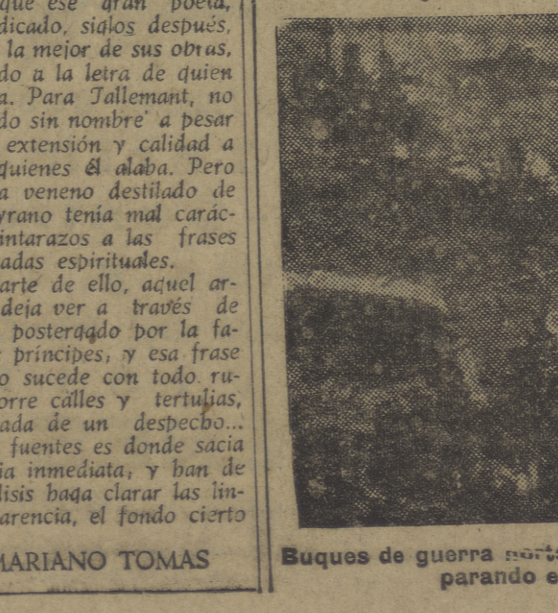 que ese gran poeta,
dicado, siglos después,
la mejor de sus obras,
do a la letra de quien
a. Para Tallemant, no
do sin nombre a pesar
extensión y calidad a
quienes él alaba. Pero
a veneno destilado de
yrano tenía mal carác-
intarazos a las frases
adas espirituales.
arte de ello, aquel ar-
deja ver a través de
postergado por la fa-
príncipes, y esa frase
o sucede con todo ru-
orre calles y tertulias,
ada de un despecho...
fuentes es donde sacia
ia inmediata, y han de
lisis haga clarar las lin-
arencia, el fondo cierto
MARIANO TOMAS
Buques de guerra
parando e